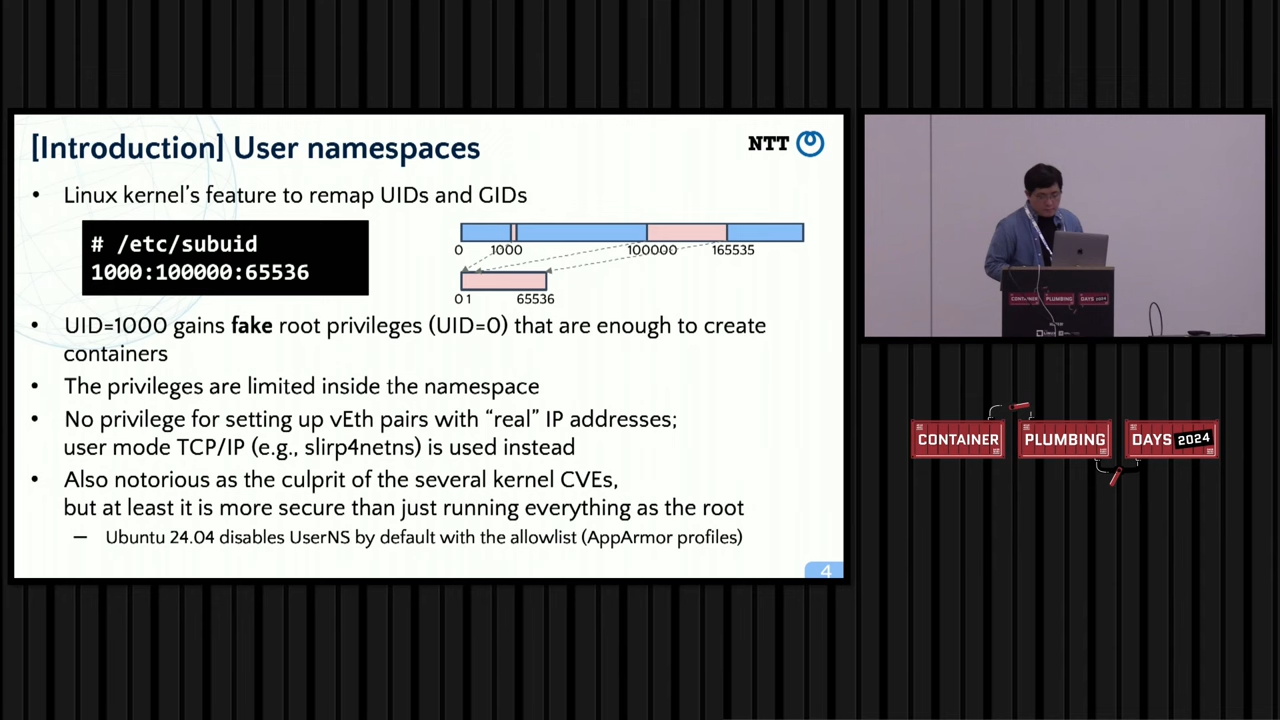 [Introduction] User namespaces
NTT
• Linux kernel's feature to remap UIDs and GIDs
# /etc/subuid
1000:100000:65536
0 1000 100000 165535
0 1 65536
• UID=1000 gains fake root privileges (UID=0) that are enough to create
containers
• The privileges are limited inside the namespace
• No privilege for setting up vEth pairs with “real” IP addresses;
user mode TCP/IP (e.g., slirp4netns) is used instead
• Also notorious as the culprit of the several kernel CVEs,
but at least it is more secure than just running everything as the root
– Ubuntu 24.04 disables UserNS by default with the allowlist (AppArmor profiles)
4
CONTAINER PLUMBING DAYS 2024
CONTAINER PLUMBING DAYS 2024